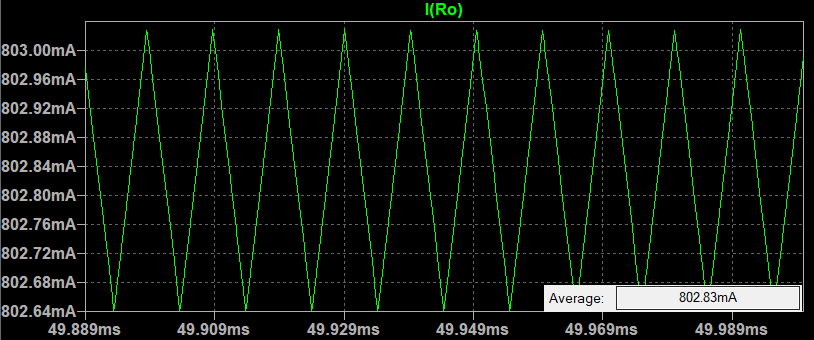 I(Ro)
803.00mA
802.96mA
802.92mA
802.88mA
802.84mA
802.80mA
802.76mA
802.72mA
802.68mA
802.64mA
Average: 802.83mA
49.889ms 49.909ms 49.929ms 49.949ms 49.969ms 49.989ms